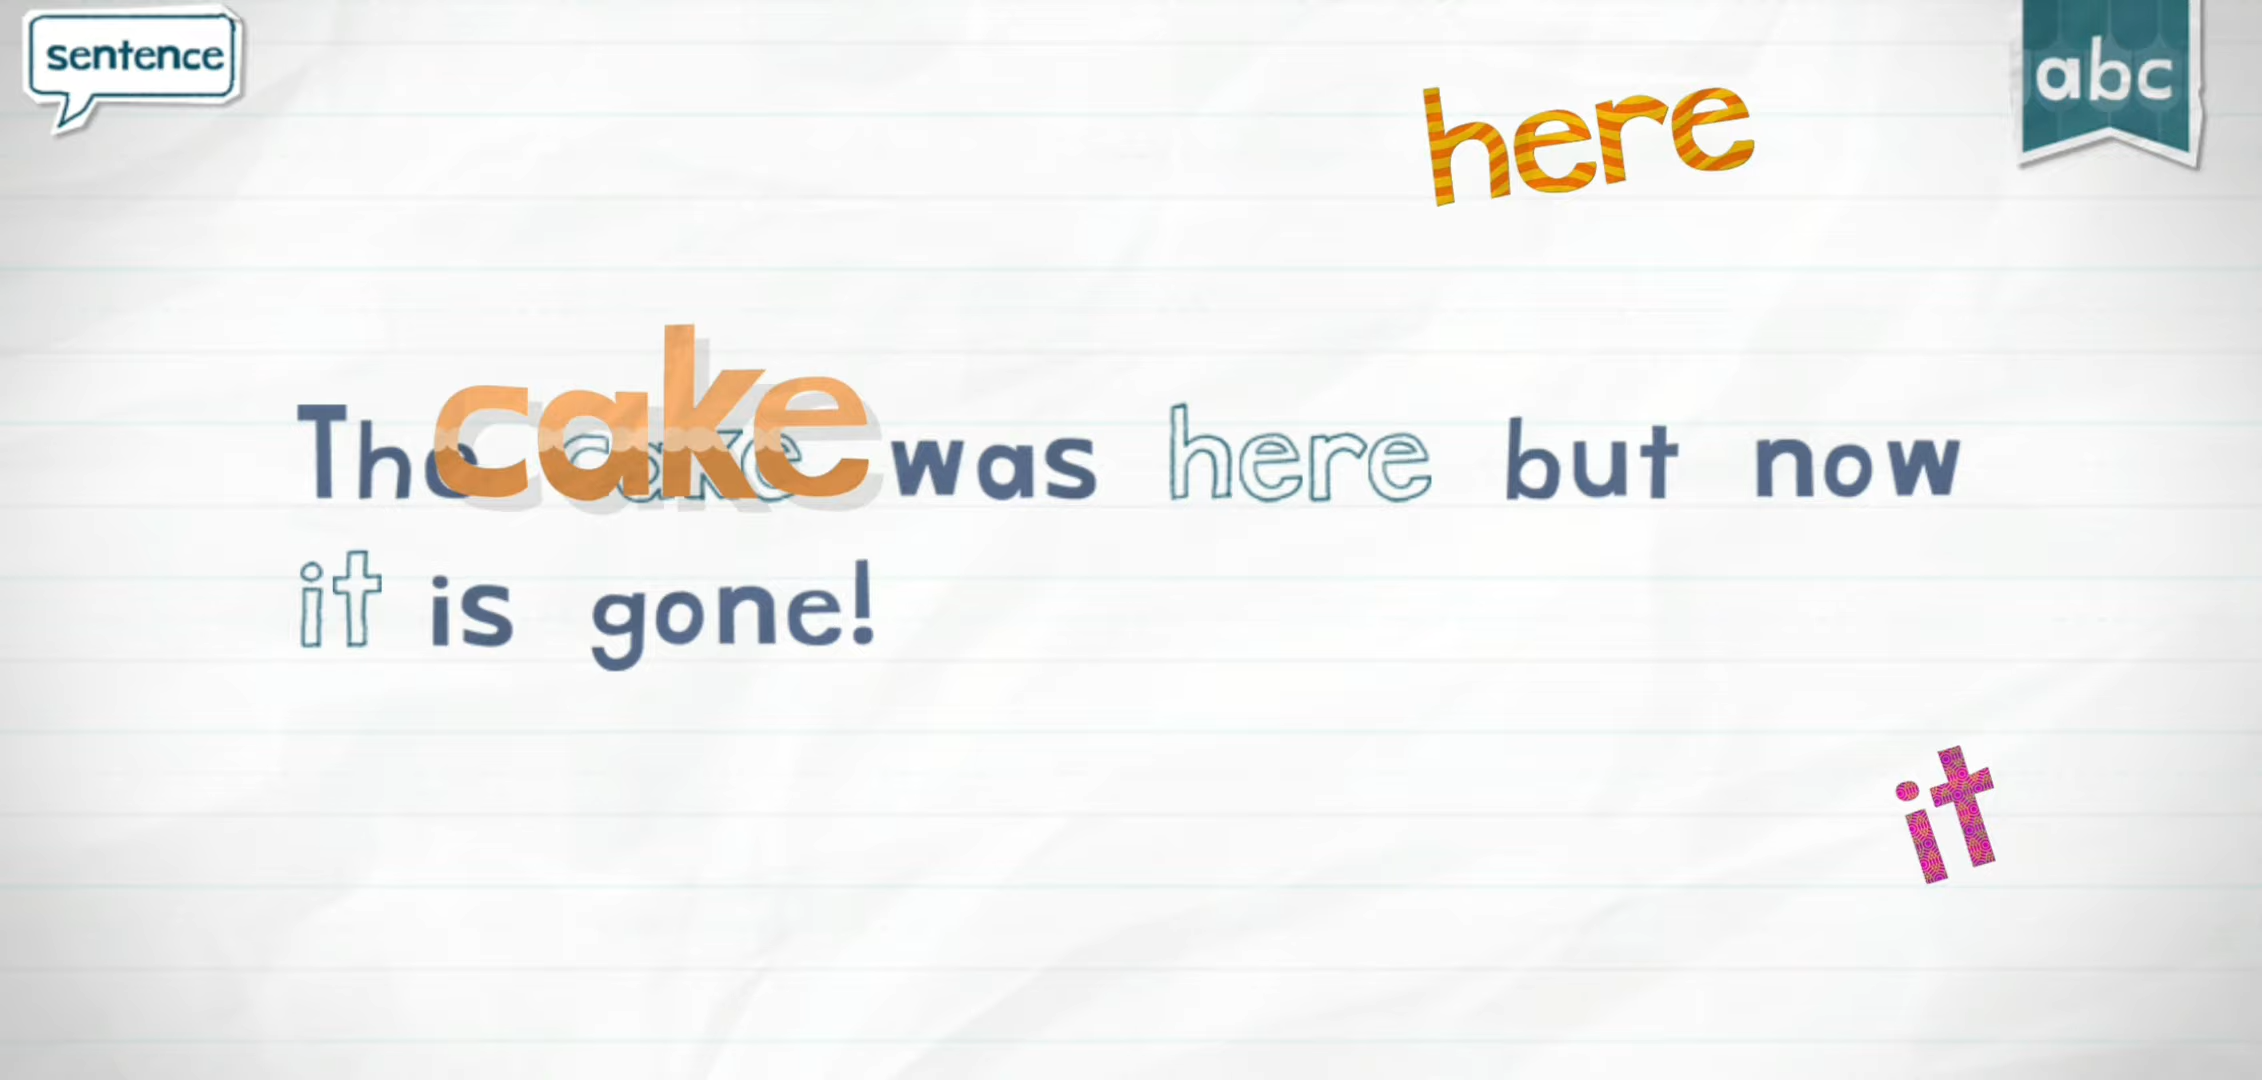 sentence
abc
here
The cake was here but now
it is gone!
it